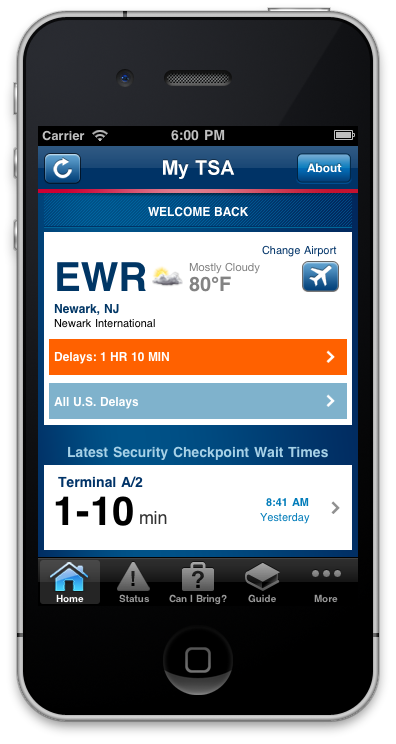 Carrier 6:00 PM
My TSA About
WELCOME BACK
Change Airport
EWR Mostly Cloudy
80°F
Newark, NJ
Newark International
Delays: 1 HR 10 MIN
All U.S. Delays
Latest Security Checkpoint Wait Times
Terminal A/2
1-10 min
8:41 AM
Yesterday
Home Status Can I Bring? Guide More